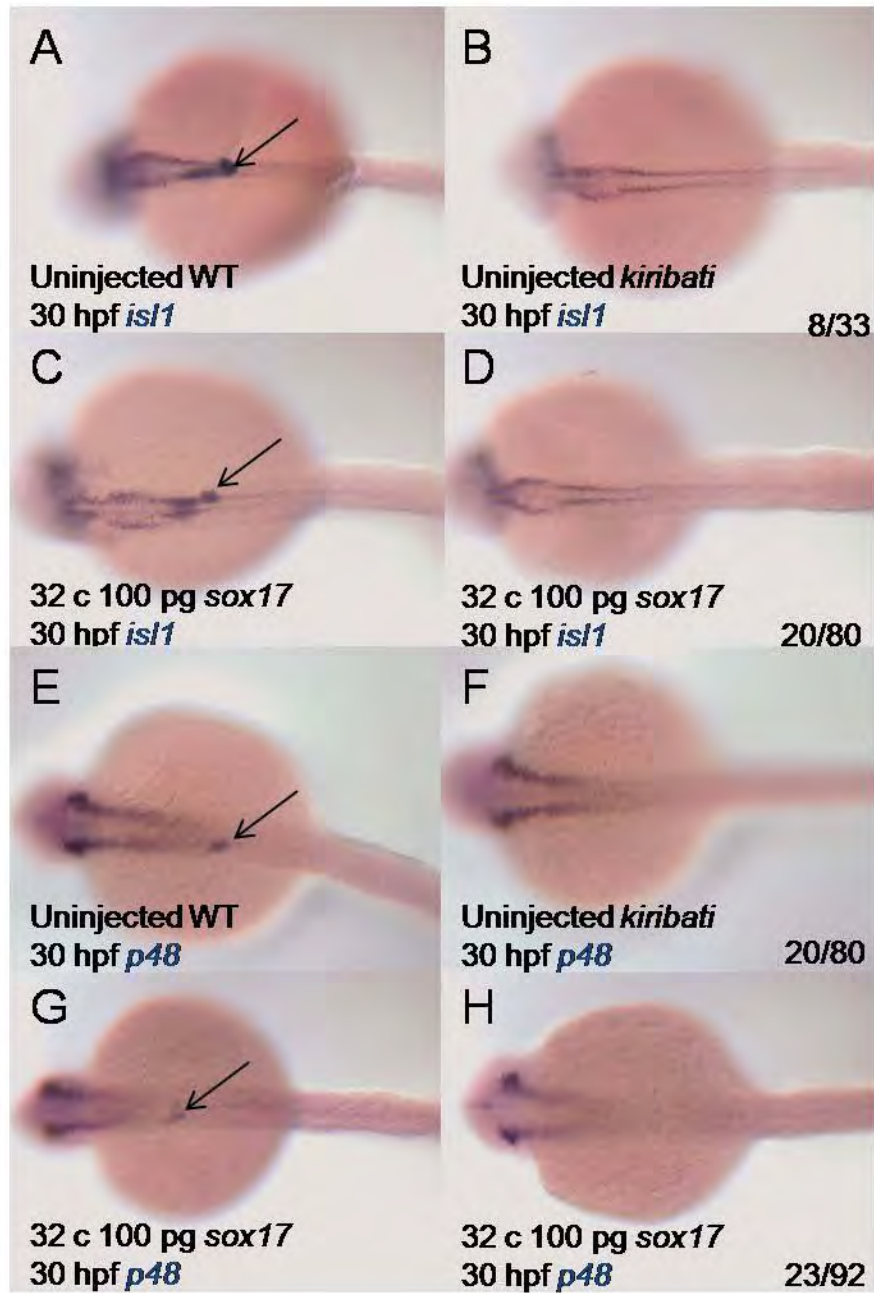 A
Uninjected WT
30 hpf isl1
B
Uninjected kiribati
30 hpf isl1
8/33
C
32 c 100 pg sox17
30 hpf isl1
D
32 c 100 pg sox17
30 hpf isl1
20/80
E
Uninjected WT
30 hpf p48
F
Uninjected kiribati
30 hpf p48
20/80
G
32 c 100 pg sox17
30 hpf p48
H
32 c 100 pg sox17
30 hpf p48
23/92